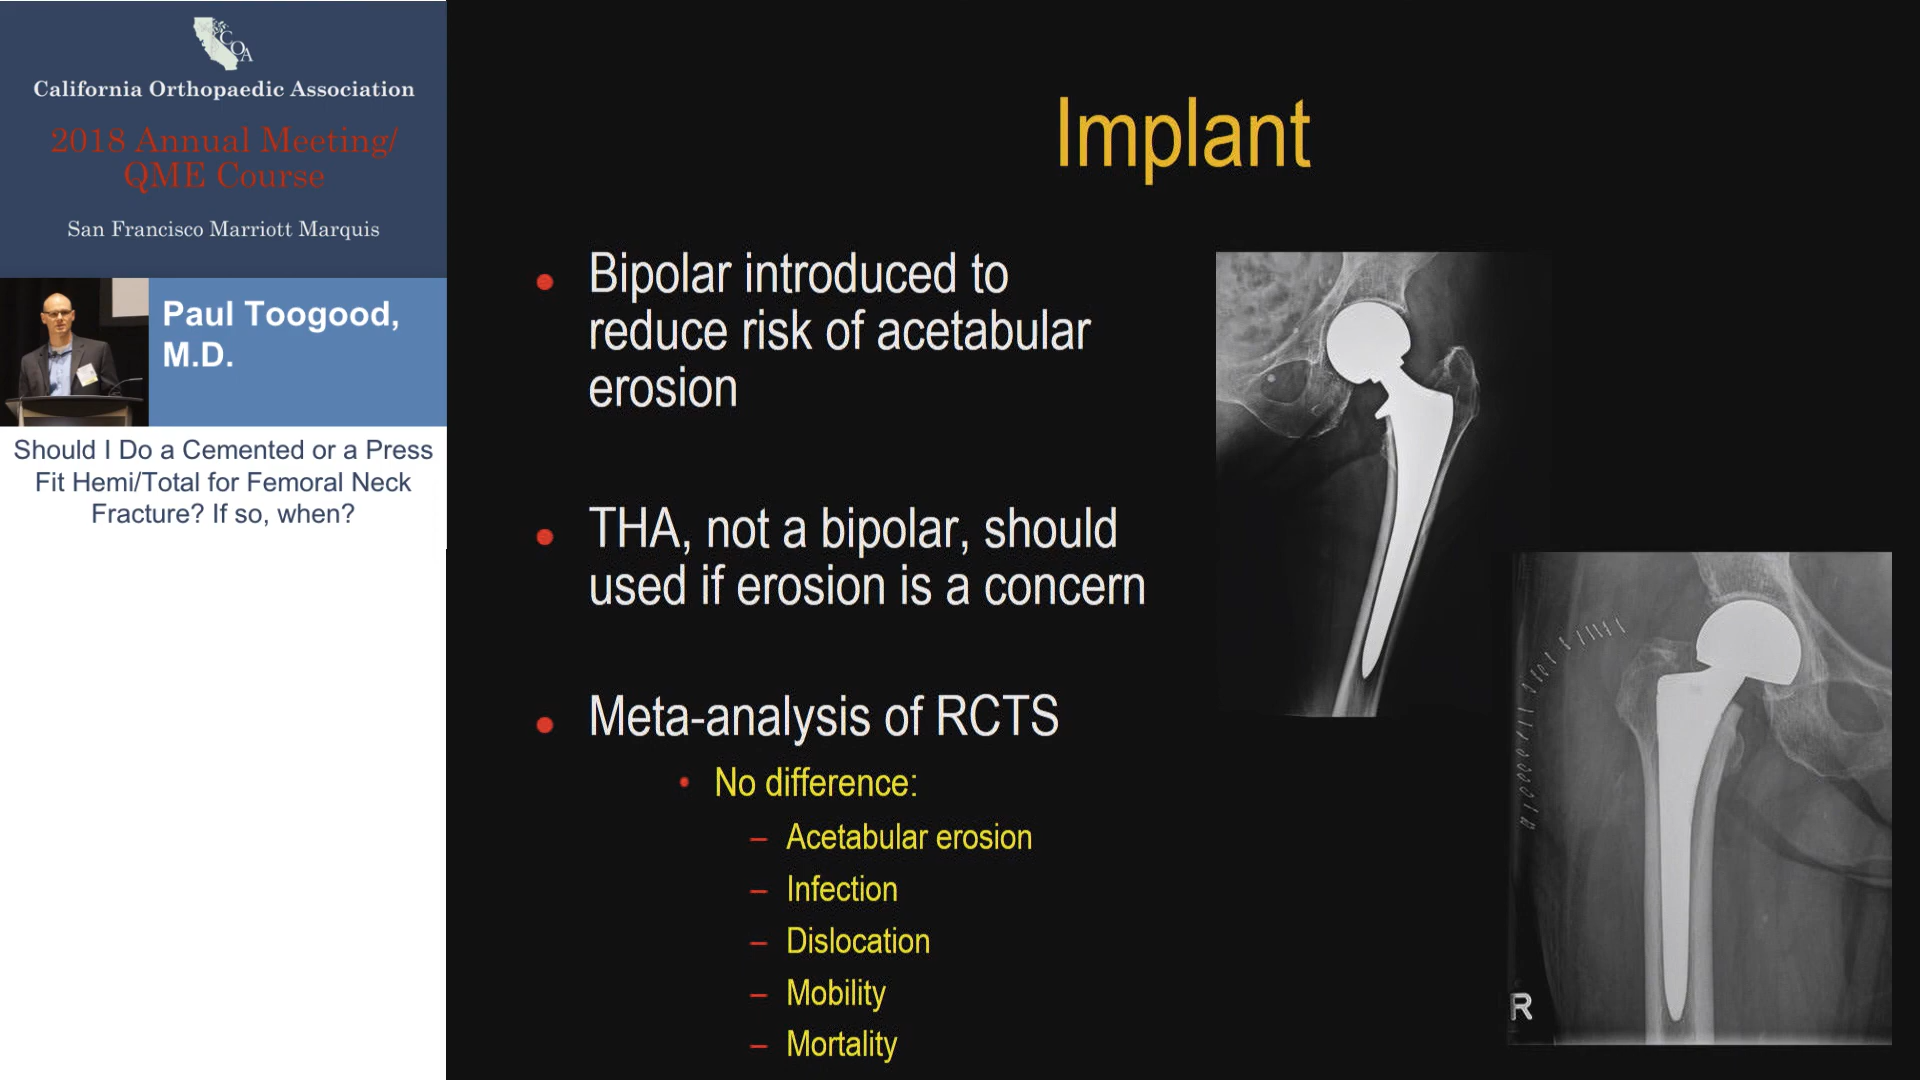 COA
California Orthopaedic Association
2018 Annual Meeting/
QME Course
San Francisco Marriott Marquis
Paul Toogood,
M.D.
Should I Do a Cemented or a Press
Fit Hemi/Total for Femoral Neck
Fracture? If so, when?
Implant
• Bipolar introduced to
reduce risk of acetabular
erosion
• THA, not a bipolar, should
used if erosion is a concern
• Meta-analysis of RCTS
• No difference:
– Acetabular erosion
– Infection
– Dislocation
– Mobility
– Mortality
R